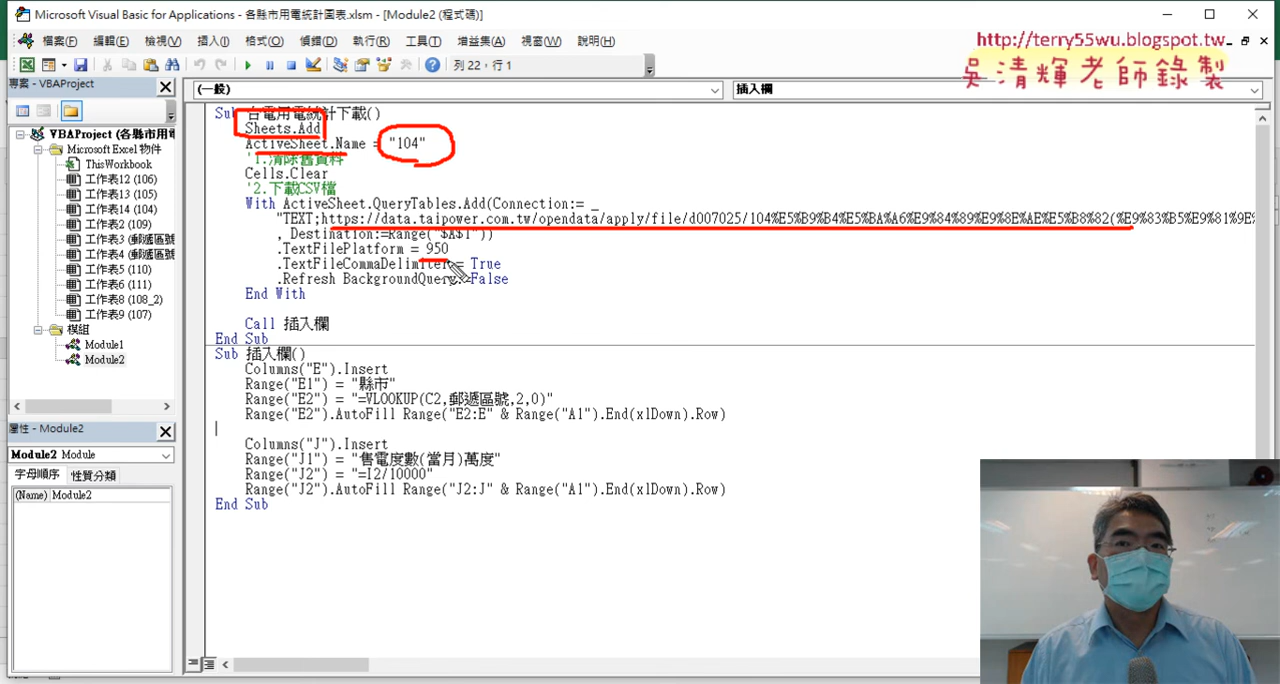 Microsoft Visual Basic for Applications - 各縣市用電統計圖表.xlsm - [Module2 (程式碼)]
檔案(F) 編輯(E) 檢視(V) 插入(I) 格式(O) 偵錯(D) 執行(R) 工具(T) 增益集(A) 視窗(W) 說明(H)
http://terry55wu.blogspot.tw
吳清輝老師錄製
列 22，行 1
專案 - VBAProject
(一般)
插入欄
VBAProject (各縣市用電
Microsoft Excel 物件
ThisWorkbook
工作表12 (106)
工作表13 (105)
工作表14 (104)
工作表2 (109)
工作表3 (郵遞區號
工作表4 (郵遞區號
工作表5 (110)
工作表6 (111)
工作表8 (108_2)
工作表9 (107)
模組
Module1
Module2
屬性 - Module2
Module2 Module
字母順序 性質分類
(Name) Module2
Sub 台電用電統計下載()
Sheets.Add
ActiveSheet.Name = "104"
'1.清除舊資料
Cells.Clear
'2.下載CSV檔
With ActiveSheet.QueryTables.Add(Connection:= _
"TEXT;https://data.taipower.com.tw/opendata/apply/file/d007025/104%E5%B9%B4%E5%BA%A6%E9%84%89%E9%8E%AE%E5%B8%82(%E9%83%B5%E9%81%9E%
, Destination:=Range("$A$1"))
.TextFilePlatform = 950
.TextFileCommaDelimiter = True
.Refresh BackgroundQuery:=False
End With
Call 插入欄
End Sub
Sub 插入欄()
Columns("E").Insert
Range("E1") = "縣市"
Range("E2") = "=VLOOKUP(C2,郵遞區號,2,0)"
Range("E2").AutoFill Range("E2:E" & Range("A1").End(xlDown).Row)
Columns("J").Insert
Range("J1") = "售電度數(當月)萬度"
Range("J2") = "=I2/10000"
Range("J2").AutoFill Range("J2:J" & Range("A1").End(xlDown).Row)
End Sub